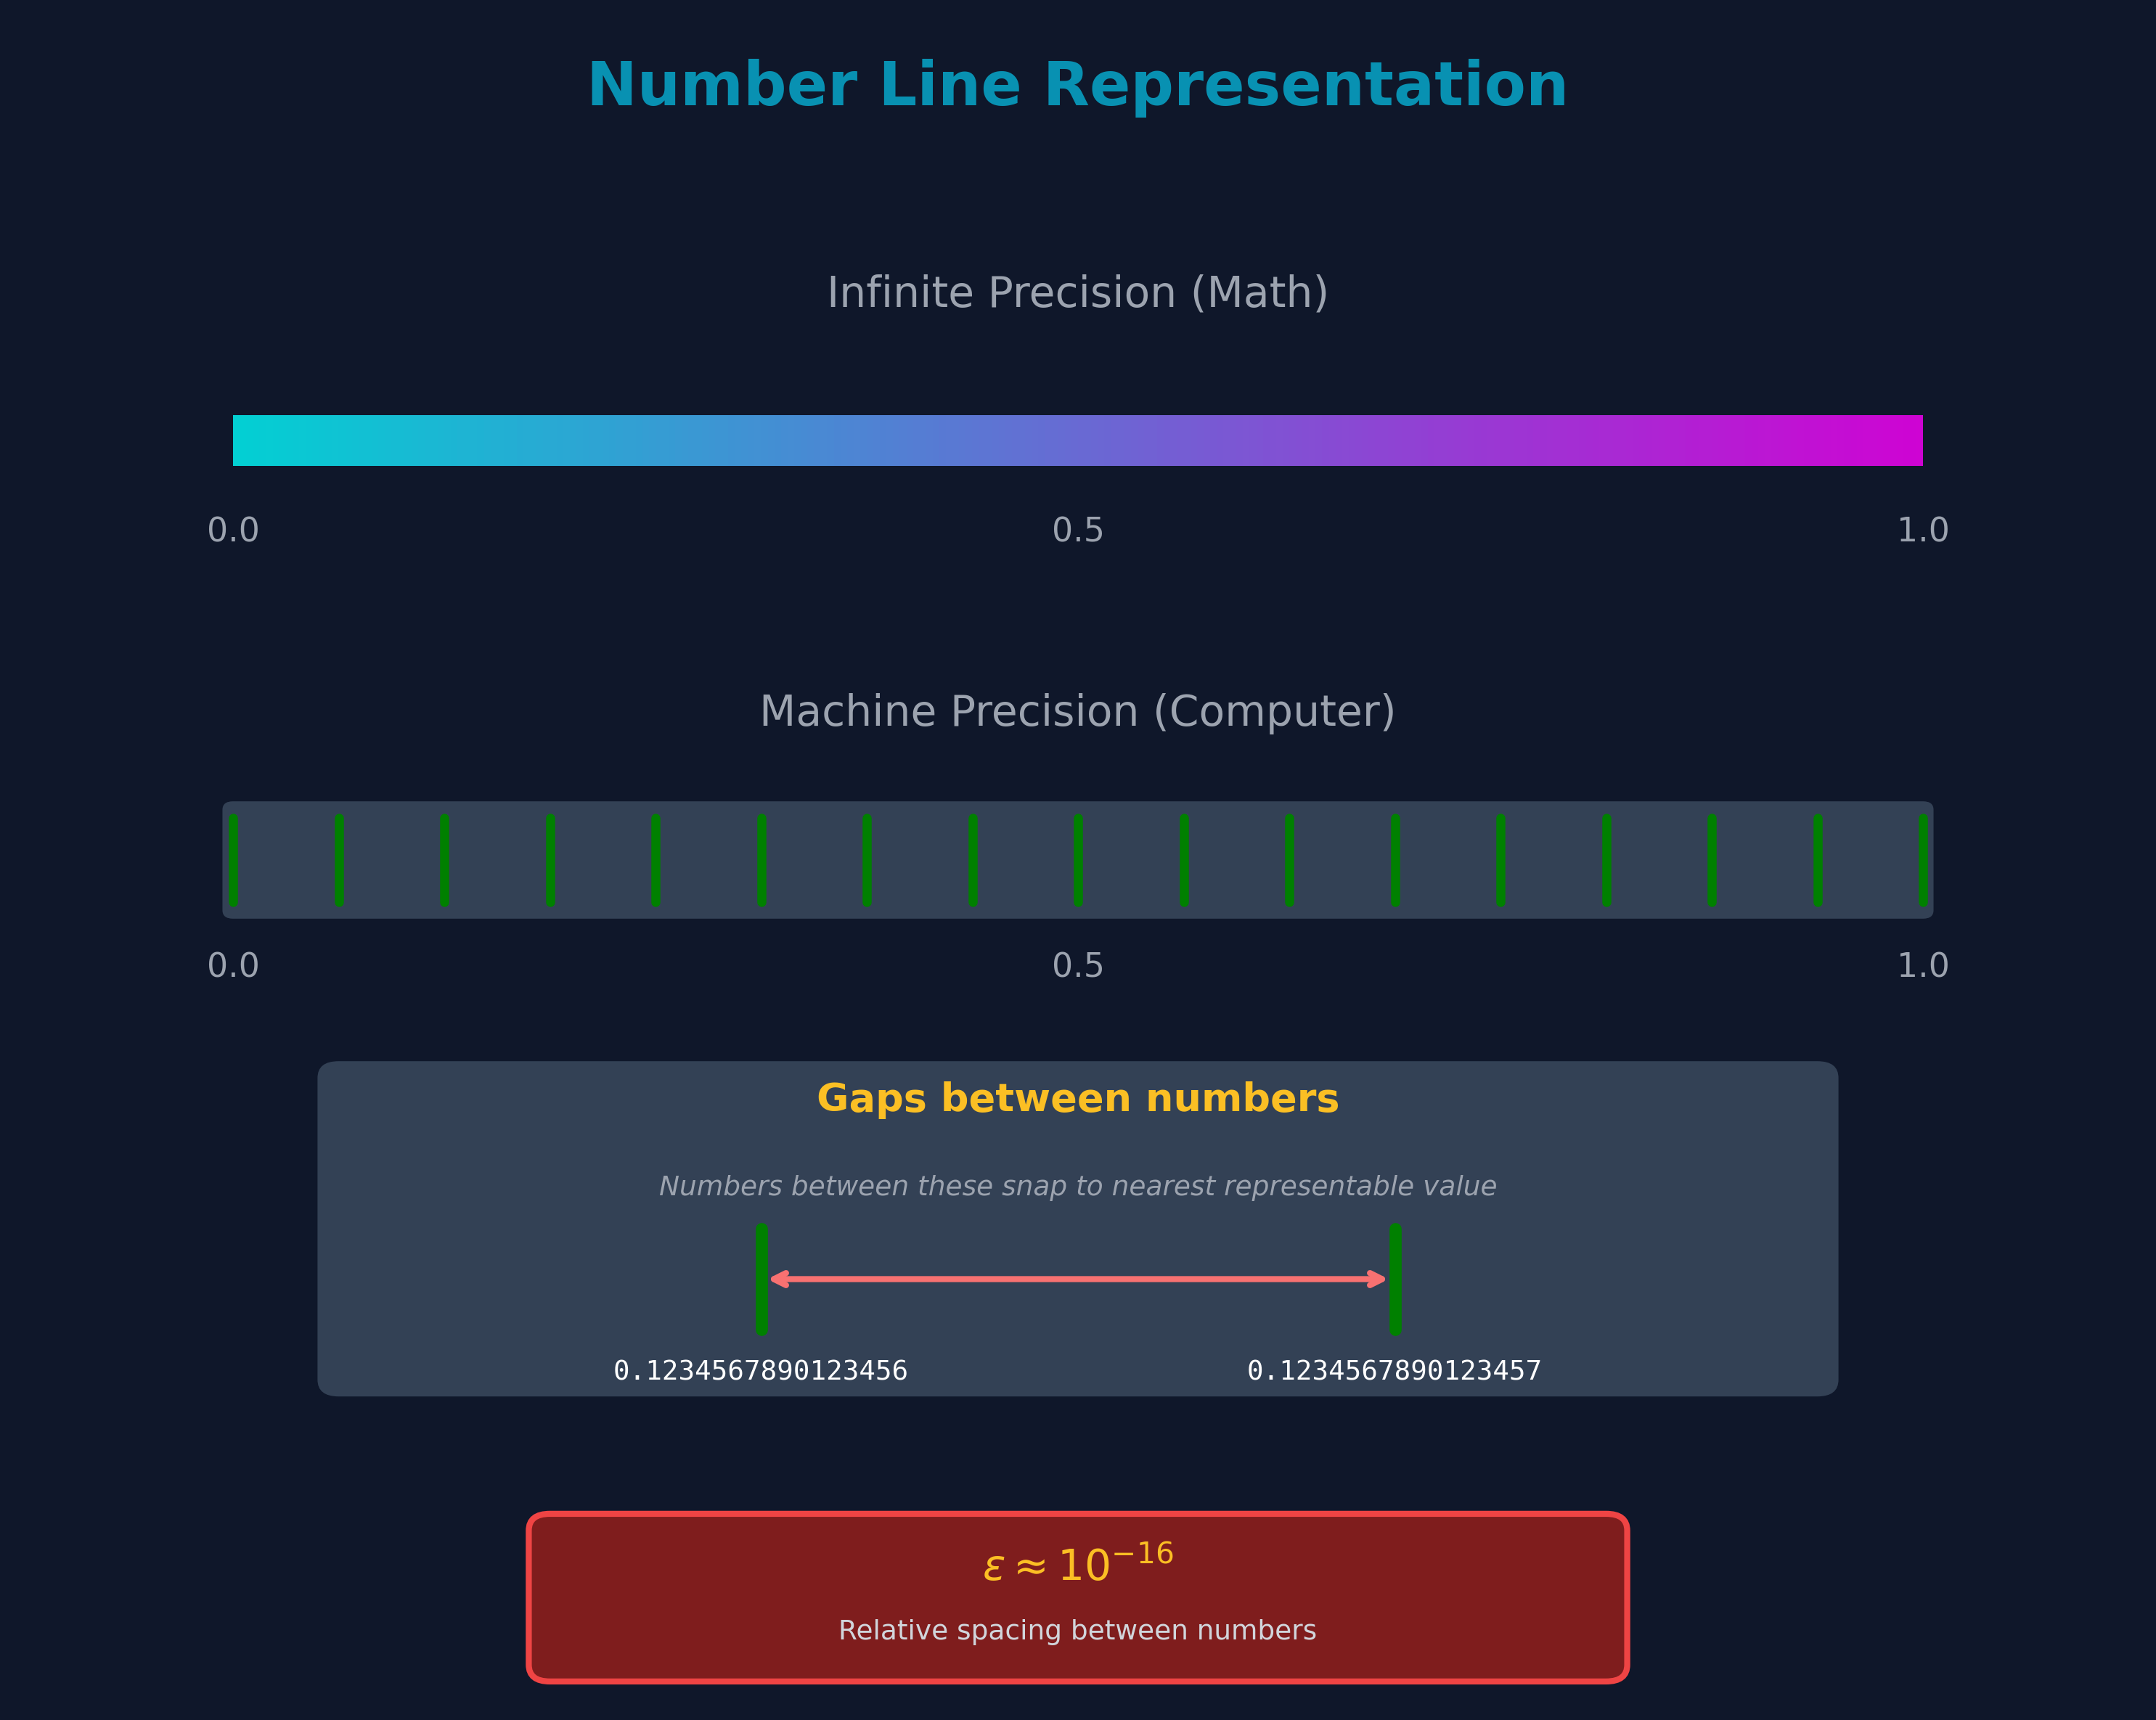 Number Line Representation
Infinite Precision (Math)
0.0 0.5 1.0
Machine Precision (Computer)
0.0 0.5 1.0
Gaps between numbers
Numbers between these snap to nearest representable value
0.1234567890123456 0.1234567890123457
ε ≈ 10⁻¹⁶
Relative spacing between numbers